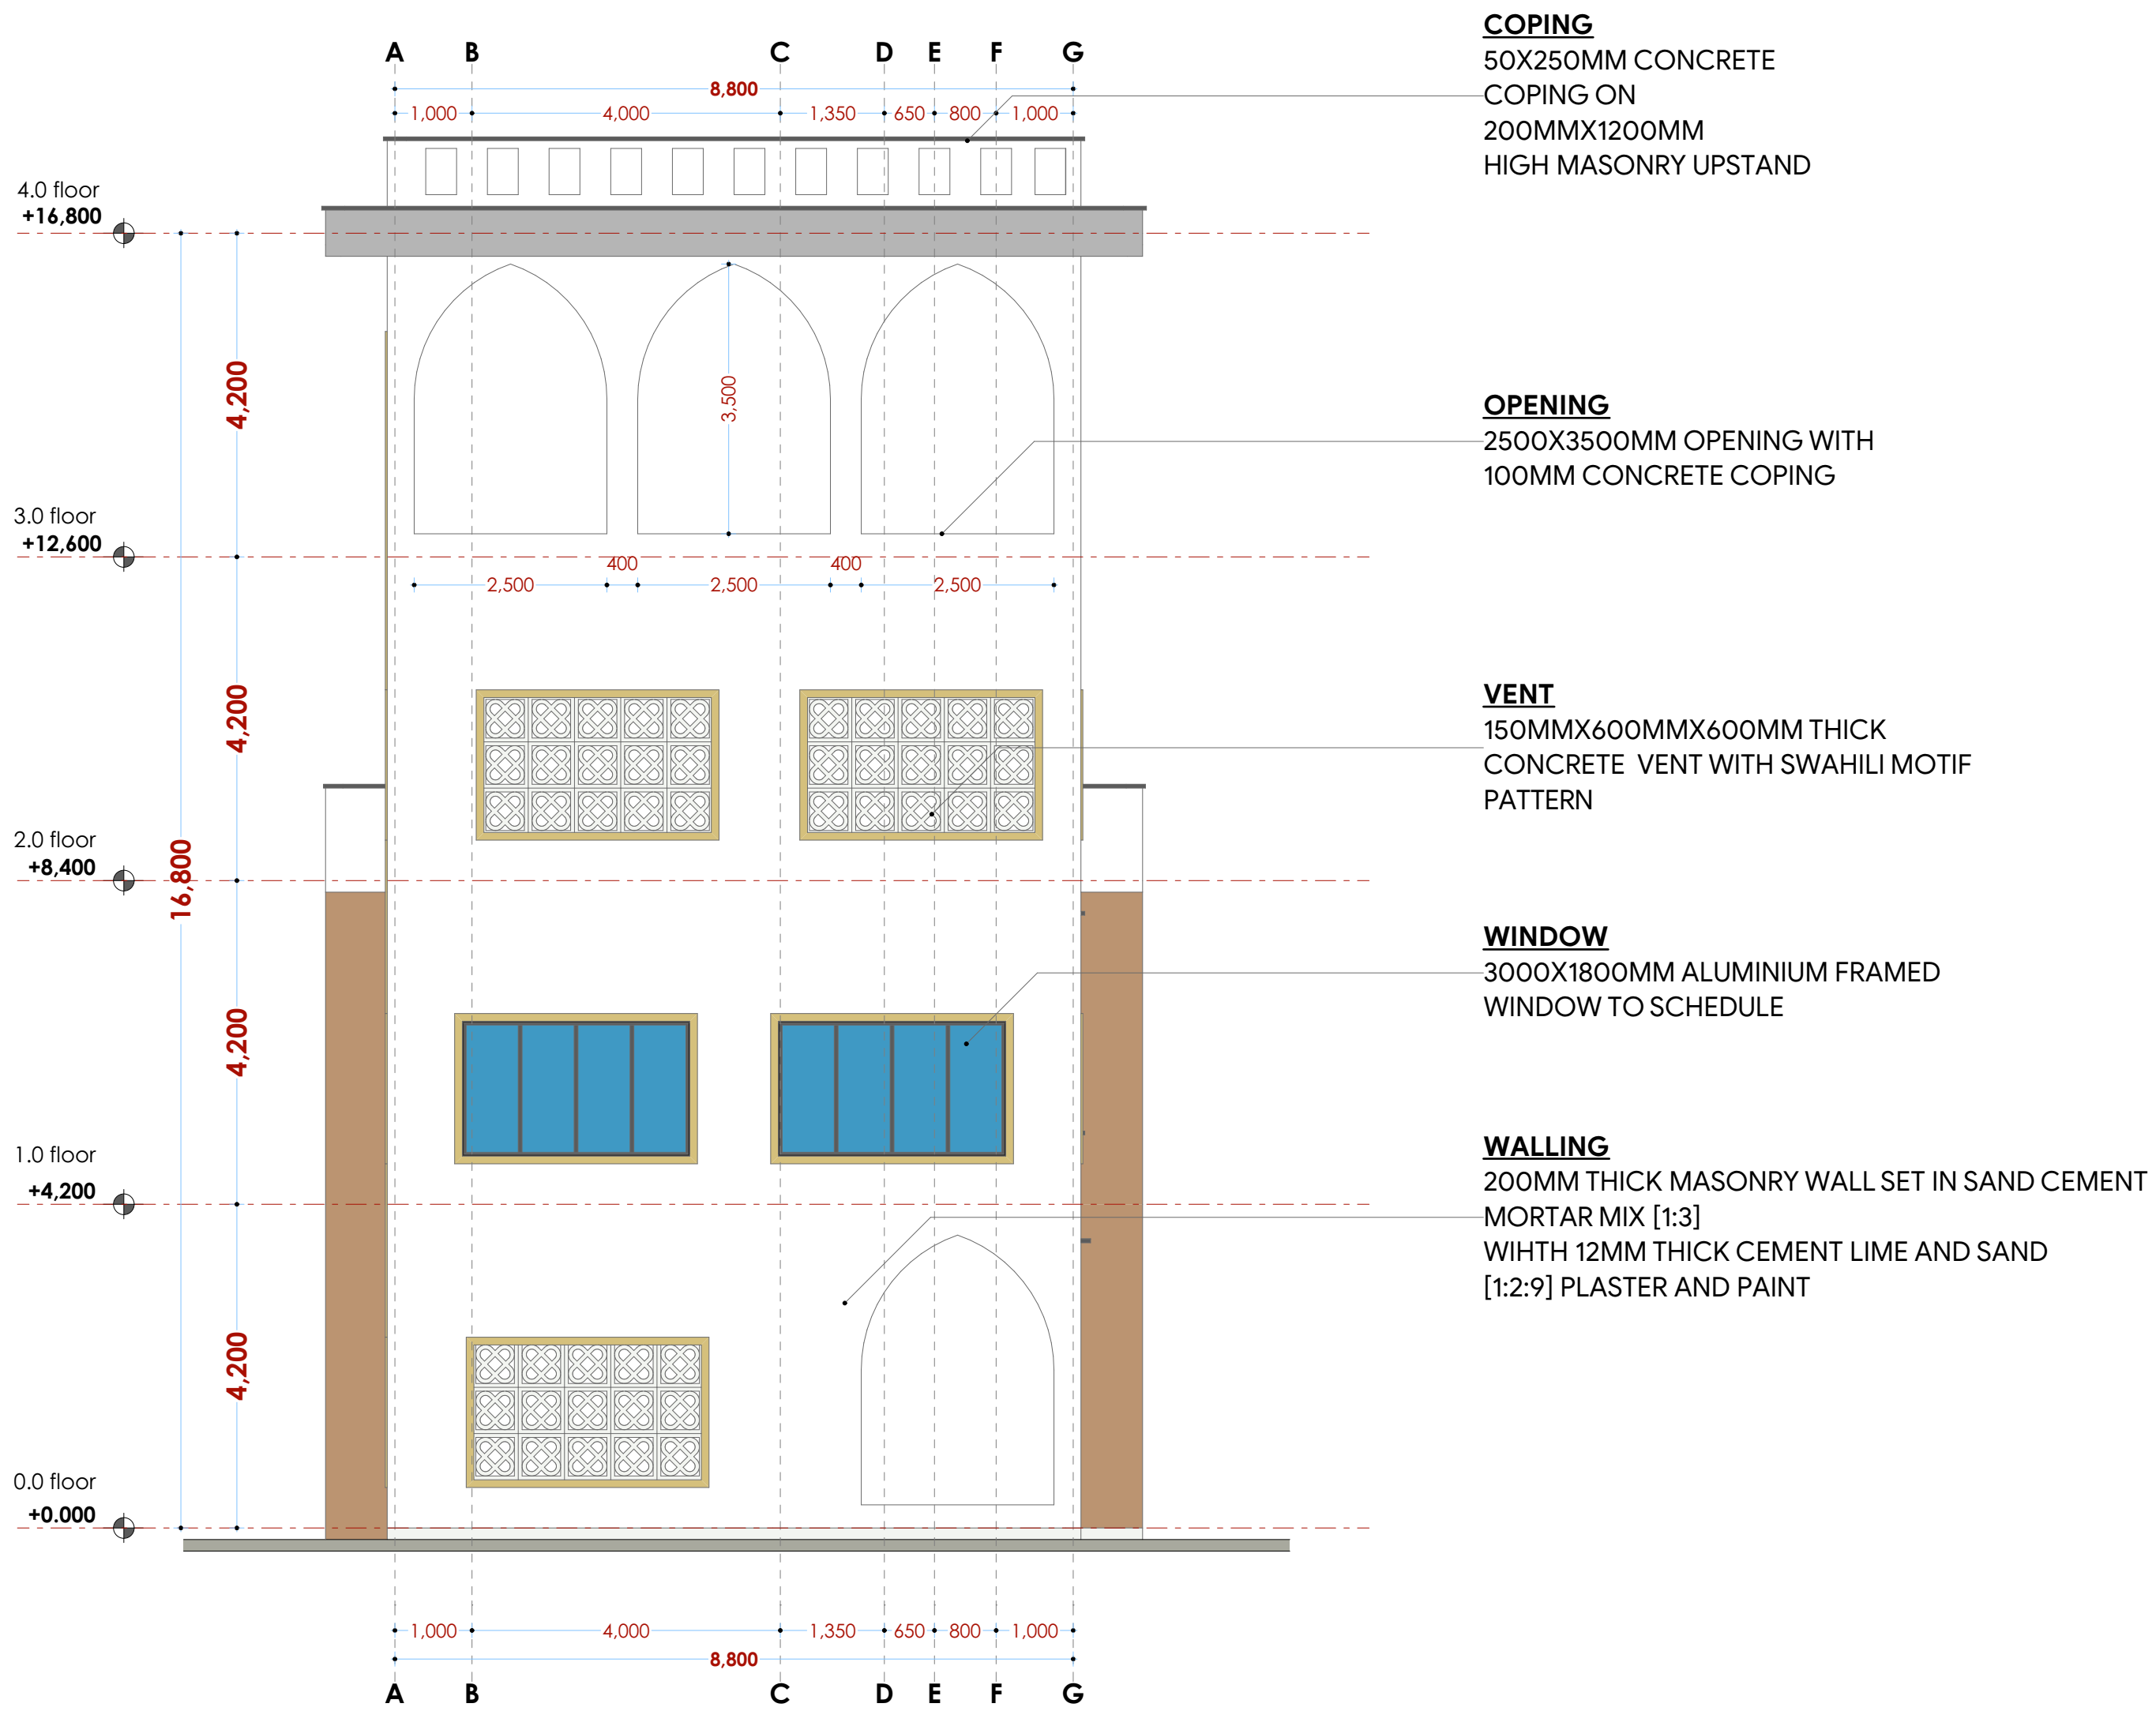 A B C D E F G
8,800
1,000 4,000 1,350 650 800 1,000
COPING
50X250MM CONCRETE
COPING ON
200MMX1200MM
HIGH MASONRY UPSTAND
4.0 floor
+16,800
4,200
3,500
OPENING
2500X3500MM OPENING WITH
100MM CONCRETE COPING
3.0 floor
+12,600
400 400
2,500 2,500 2,500
4,200
VENT
150MMX600MMX600MM THICK
CONCRETE VENT WITH SWAHILI MOTIF
PATTERN
2.0 floor
+8,400
16,800
4,200
WINDOW
3000X1800MM ALUMINIUM FRAMED
WINDOW TO SCHEDULE
1.0 floor
+4,200
4,200
WALLING
200MM THICK MASONRY WALL SET IN SAND CEMENT
MORTAR MIX [1:3]
WIHTH 12MM THICK CEMENT LIME AND SAND
[1:2:9] PLASTER AND PAINT
0.0 floor
+0.000
1,000 4,000 1,350 650 800 1,000
8,800
A B C D E F G